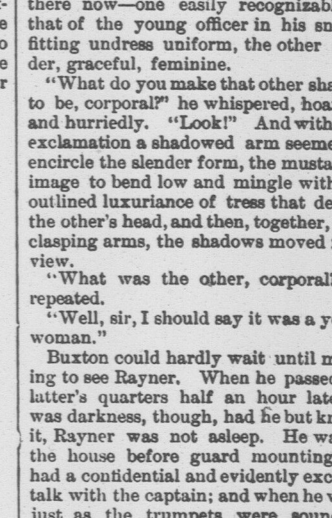 there now—one easily recognizabl
that of the young officer in his sn
fitting undress uniform, the other
der, graceful, feminine.
"What do you make that other sha
to be, corporal?" he whispered, hoa
and hurriedly. "Look!" And with
exclamation a shadowed arm seeme
encircle the slender form, the musta
image to bend low and mingle with
outlined luxuriance of tress that de
the other's head, and then, together,
clasping arms, the shadows moved
view.
"What was the other, corporal?
repeated.
"Well, sir, I should say it was a y
woman."
Buxton could hardly wait until m
ing to see Rayner. When he passe
latter's quarters half an hour late
was darkness, though, had he but kn
it, Rayner was not asleep. He wa
the house before guard mounting
had a confidential and evidently exc
talk with the captain; and when he w
just as the trumpets were soun